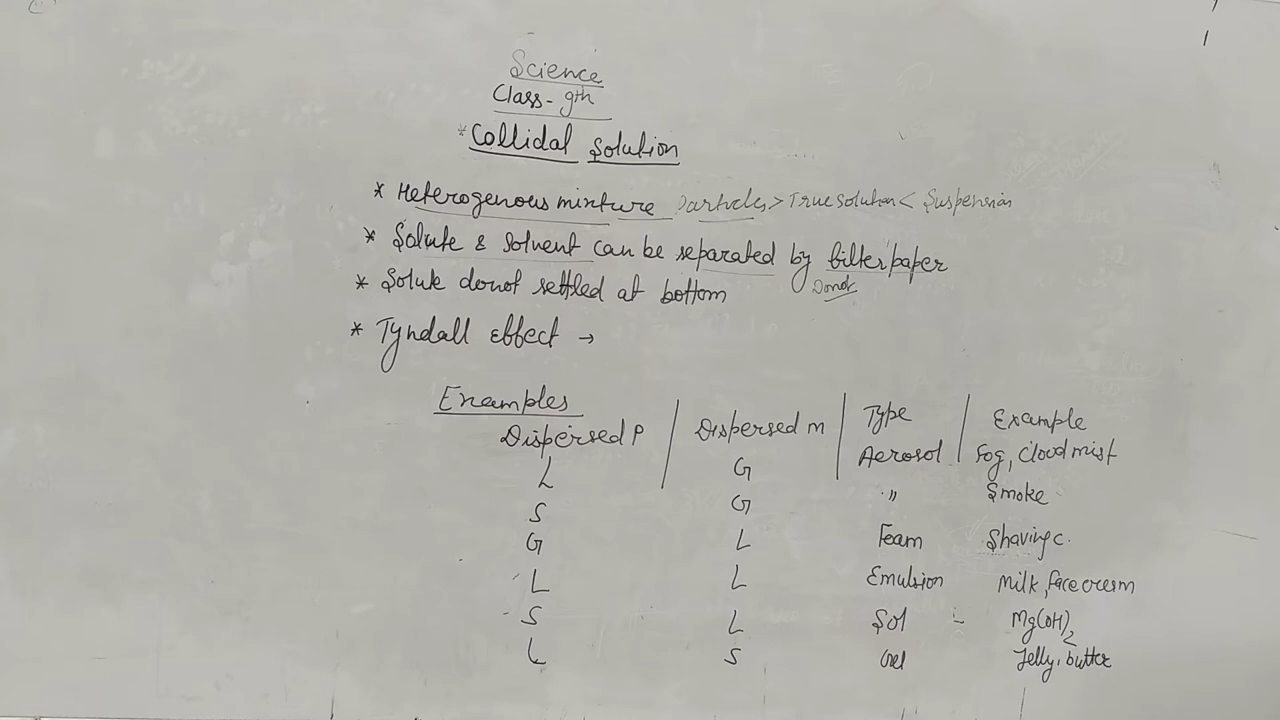 Science
Class - 9th
* Collidal Solution
* Heterogenous mixture Particles > True solution < Suspension
* Solute & Solvent can be separated by filter paper
Donot
* Solute donot settled at bottom
* Tyndall effect →
Examples
Dispersed P | Dispersed m | Type | Example
L G Aerosol Fog, Cloud mist
S G " Smoke
G L Foam Shaving c.
L L Emulsion Milk, face cream
S L Sol - Mg(OH)2
L S Gel Jelly, butter